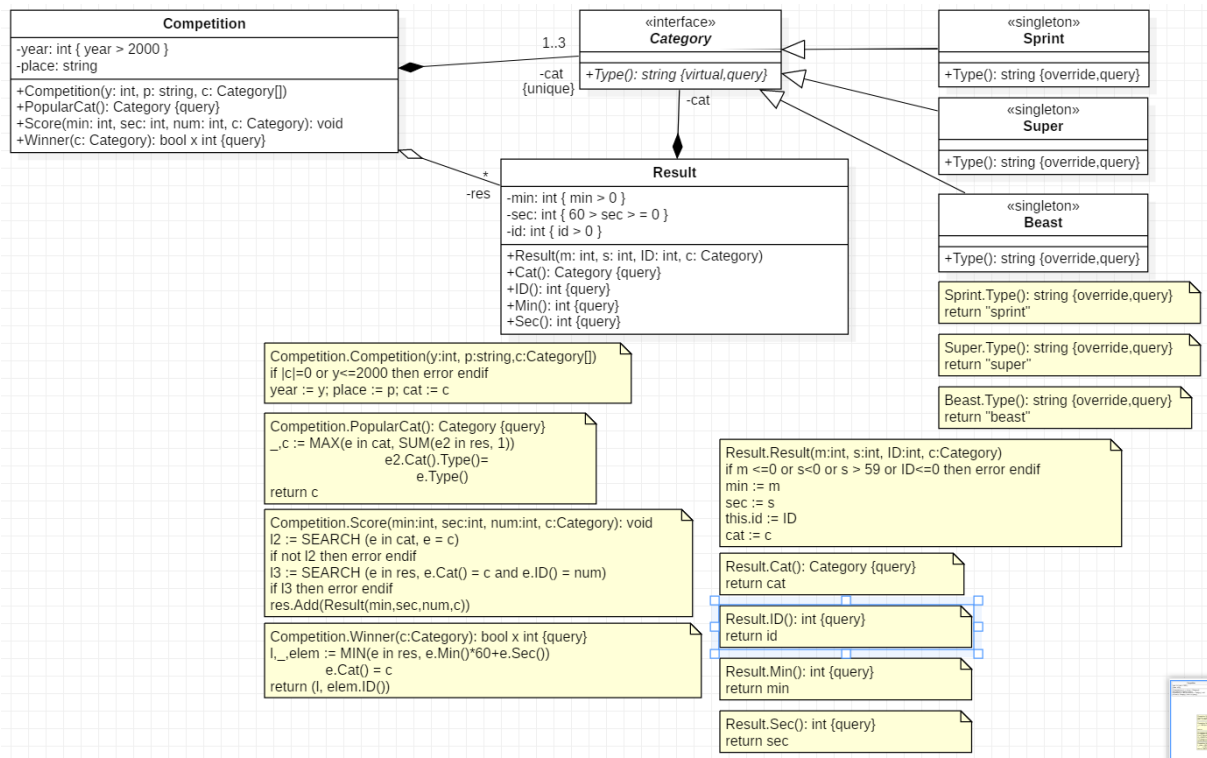 Competition
-year: int { year > 2000 }
-place: string
+Competition(y: int, p: string, c: Category[])
+PopularCat(): Category {query}
+Score(min: int, sec: int, num: int, c: Category): void
+Winner(c: Category): bool x int {query}
1..3
-cat
{unique}
«interface»
Category
+Type(): string {virtual,query}
-cat
«singleton»
Sprint
+Type(): string {override,query}
«singleton»
Super
+Type(): string {override,query}
«singleton»
Beast
+Type(): string {override,query}
*
-res
Result
-min: int { min > 0 }
-sec: int { 60 > sec > = 0 }
-id: int { id > 0 }
+Result(m: int, s: int, ID: int, c: Category)
+Cat(): Category {query}
+ID(): int {query}
+Min(): int {query}
+Sec(): int {query}
Sprint.Type(): string {override,query}
return "sprint"
Super.Type(): string {override,query}
return "super"
Beast.Type(): string {override,query}
return "beast"
Competition.Competition(y:int, p:string,c:Category[])
if |c|=0 or y<=2000 then error endif
year := y; place := p; cat := c
Competition.PopularCat(): Category {query}
_,c := MAX(e in cat, SUM(e2 in res, 1))
e2.Cat().Type()=
e.Type()
return c
Competition.Score(min:int, sec:int, num:int, c:Category): void
l2 := SEARCH (e in cat, e = c)
if not l2 then error endif
l3 := SEARCH (e in res, e.Cat() = c and e.ID() = num)
if l3 then error endif
res.Add(Result(min,sec,num,c))
Competition.Winner(c:Category): bool x int {query}
l,_,elem := MIN(e in res, e.Min()*60+e.Sec())
e.Cat() = c
return (l, elem.ID())
Result.Result(m:int, s:int, ID:int, c:Category)
if m <=0 or s<0 or s > 59 or ID<=0 then error endif
min := m
sec := s
this.id := ID
cat := c
Result.Cat(): Category {query}
return cat
Result.ID(): int {query}
return id
Result.Min(): int {query}
return min
Result.Sec(): int {query}
return sec